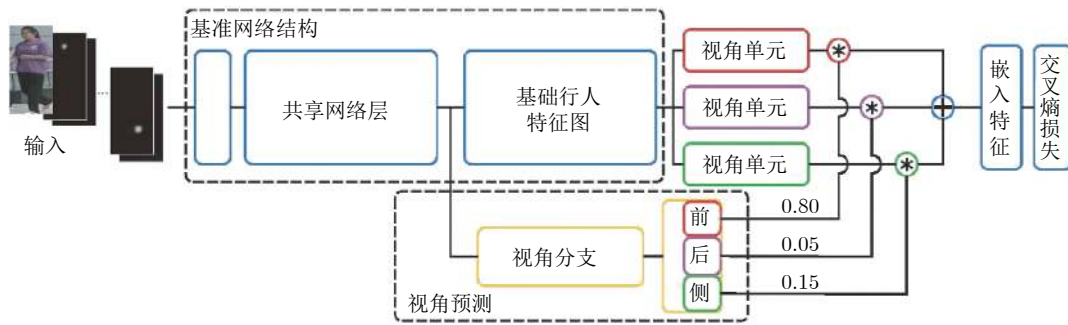 基准网络结构
输入
共享网络层
基础行人
特征图
视角单元
视角单元
视角单元
嵌入特征
交叉熵损失
视角预测
视角分支
前
后
侧
0.80
0.05
0.15